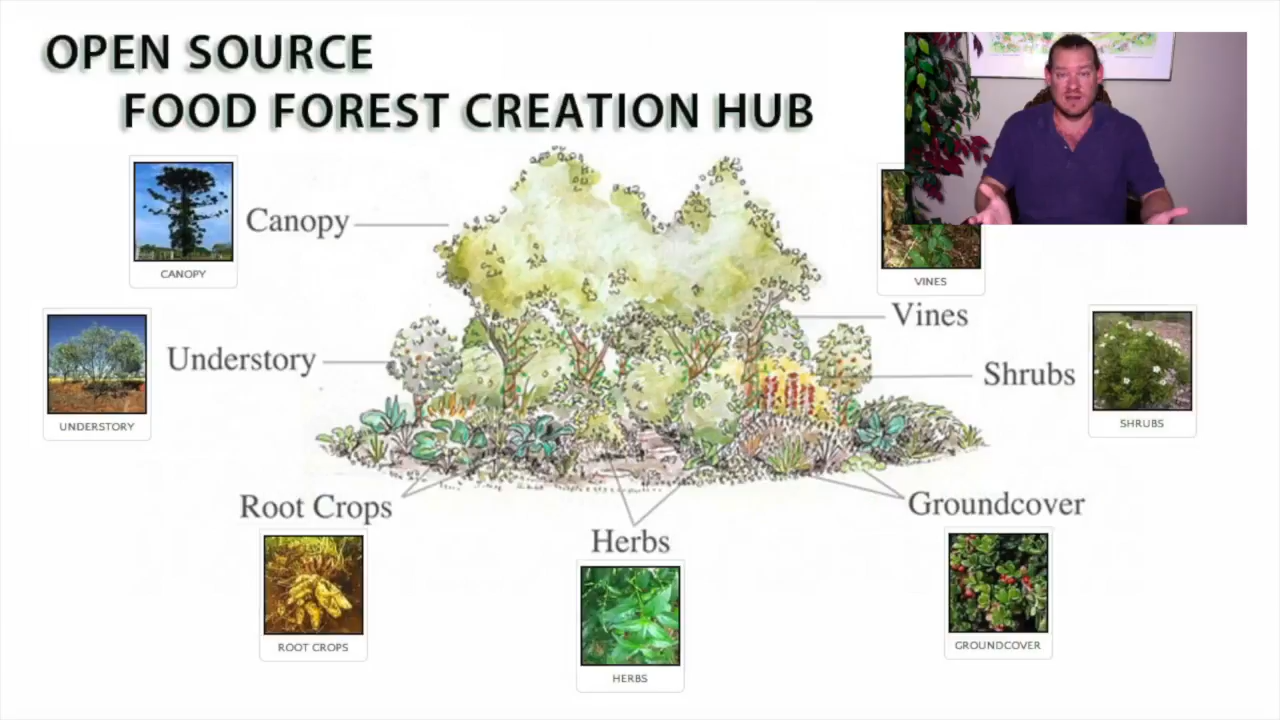 OPEN SOURCE
FOOD FOREST CREATION HUB
CANOPY
Canopy
VINES
Vines
UNDERSTORY
Understory
Shrubs
SHRUBS
Root Crops
ROOT CROPS
Herbs
HERBS
Groundcover
GROUNDCOVER